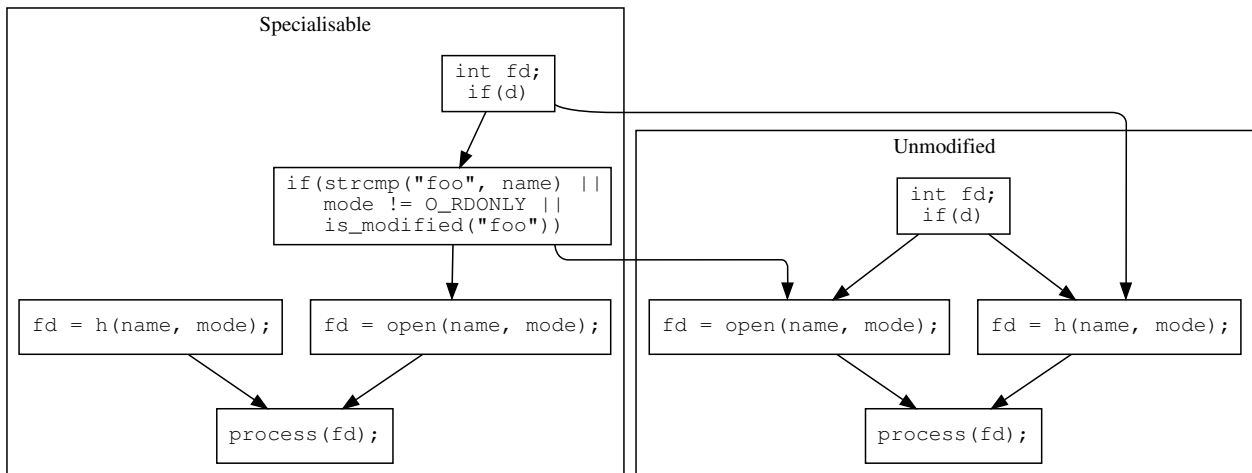 Specialisable
int fd;
if(d)
if(strcmp("foo", name) ||
mode != O_RDONLY ||
is_modified("foo"))
fd = h(name, mode);
fd = open(name, mode);
process(fd);
Unmodified
int fd;
if(d)
fd = open(name, mode);
fd = h(name, mode);
process(fd);